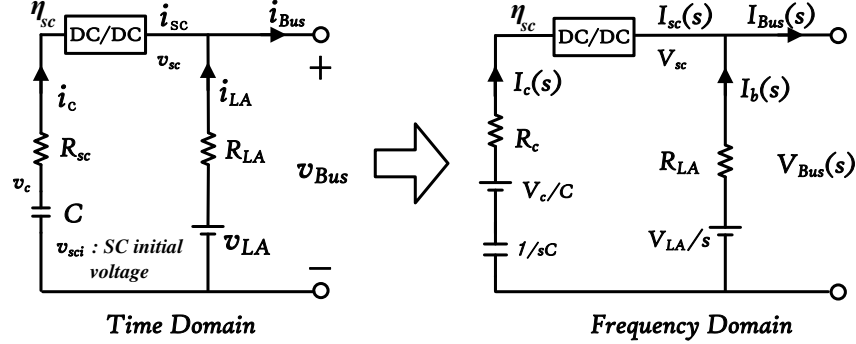 η_sc
DC/DC
i_sc
i_Bus
v_sc
+
i_c
i_LA
R_sc
R_LA
v_Bus
v_c
C
v_sci : SC initial
voltage
v_LA
−
Time Domain
η_sc
DC/DC
I_sc(s)
I_Bus(s)
V_sc
I_c(s)
I_b(s)
R_c
R_LA
V_Bus(s)
V_c/C
V_LA/s
1/sC
Frequency Domain